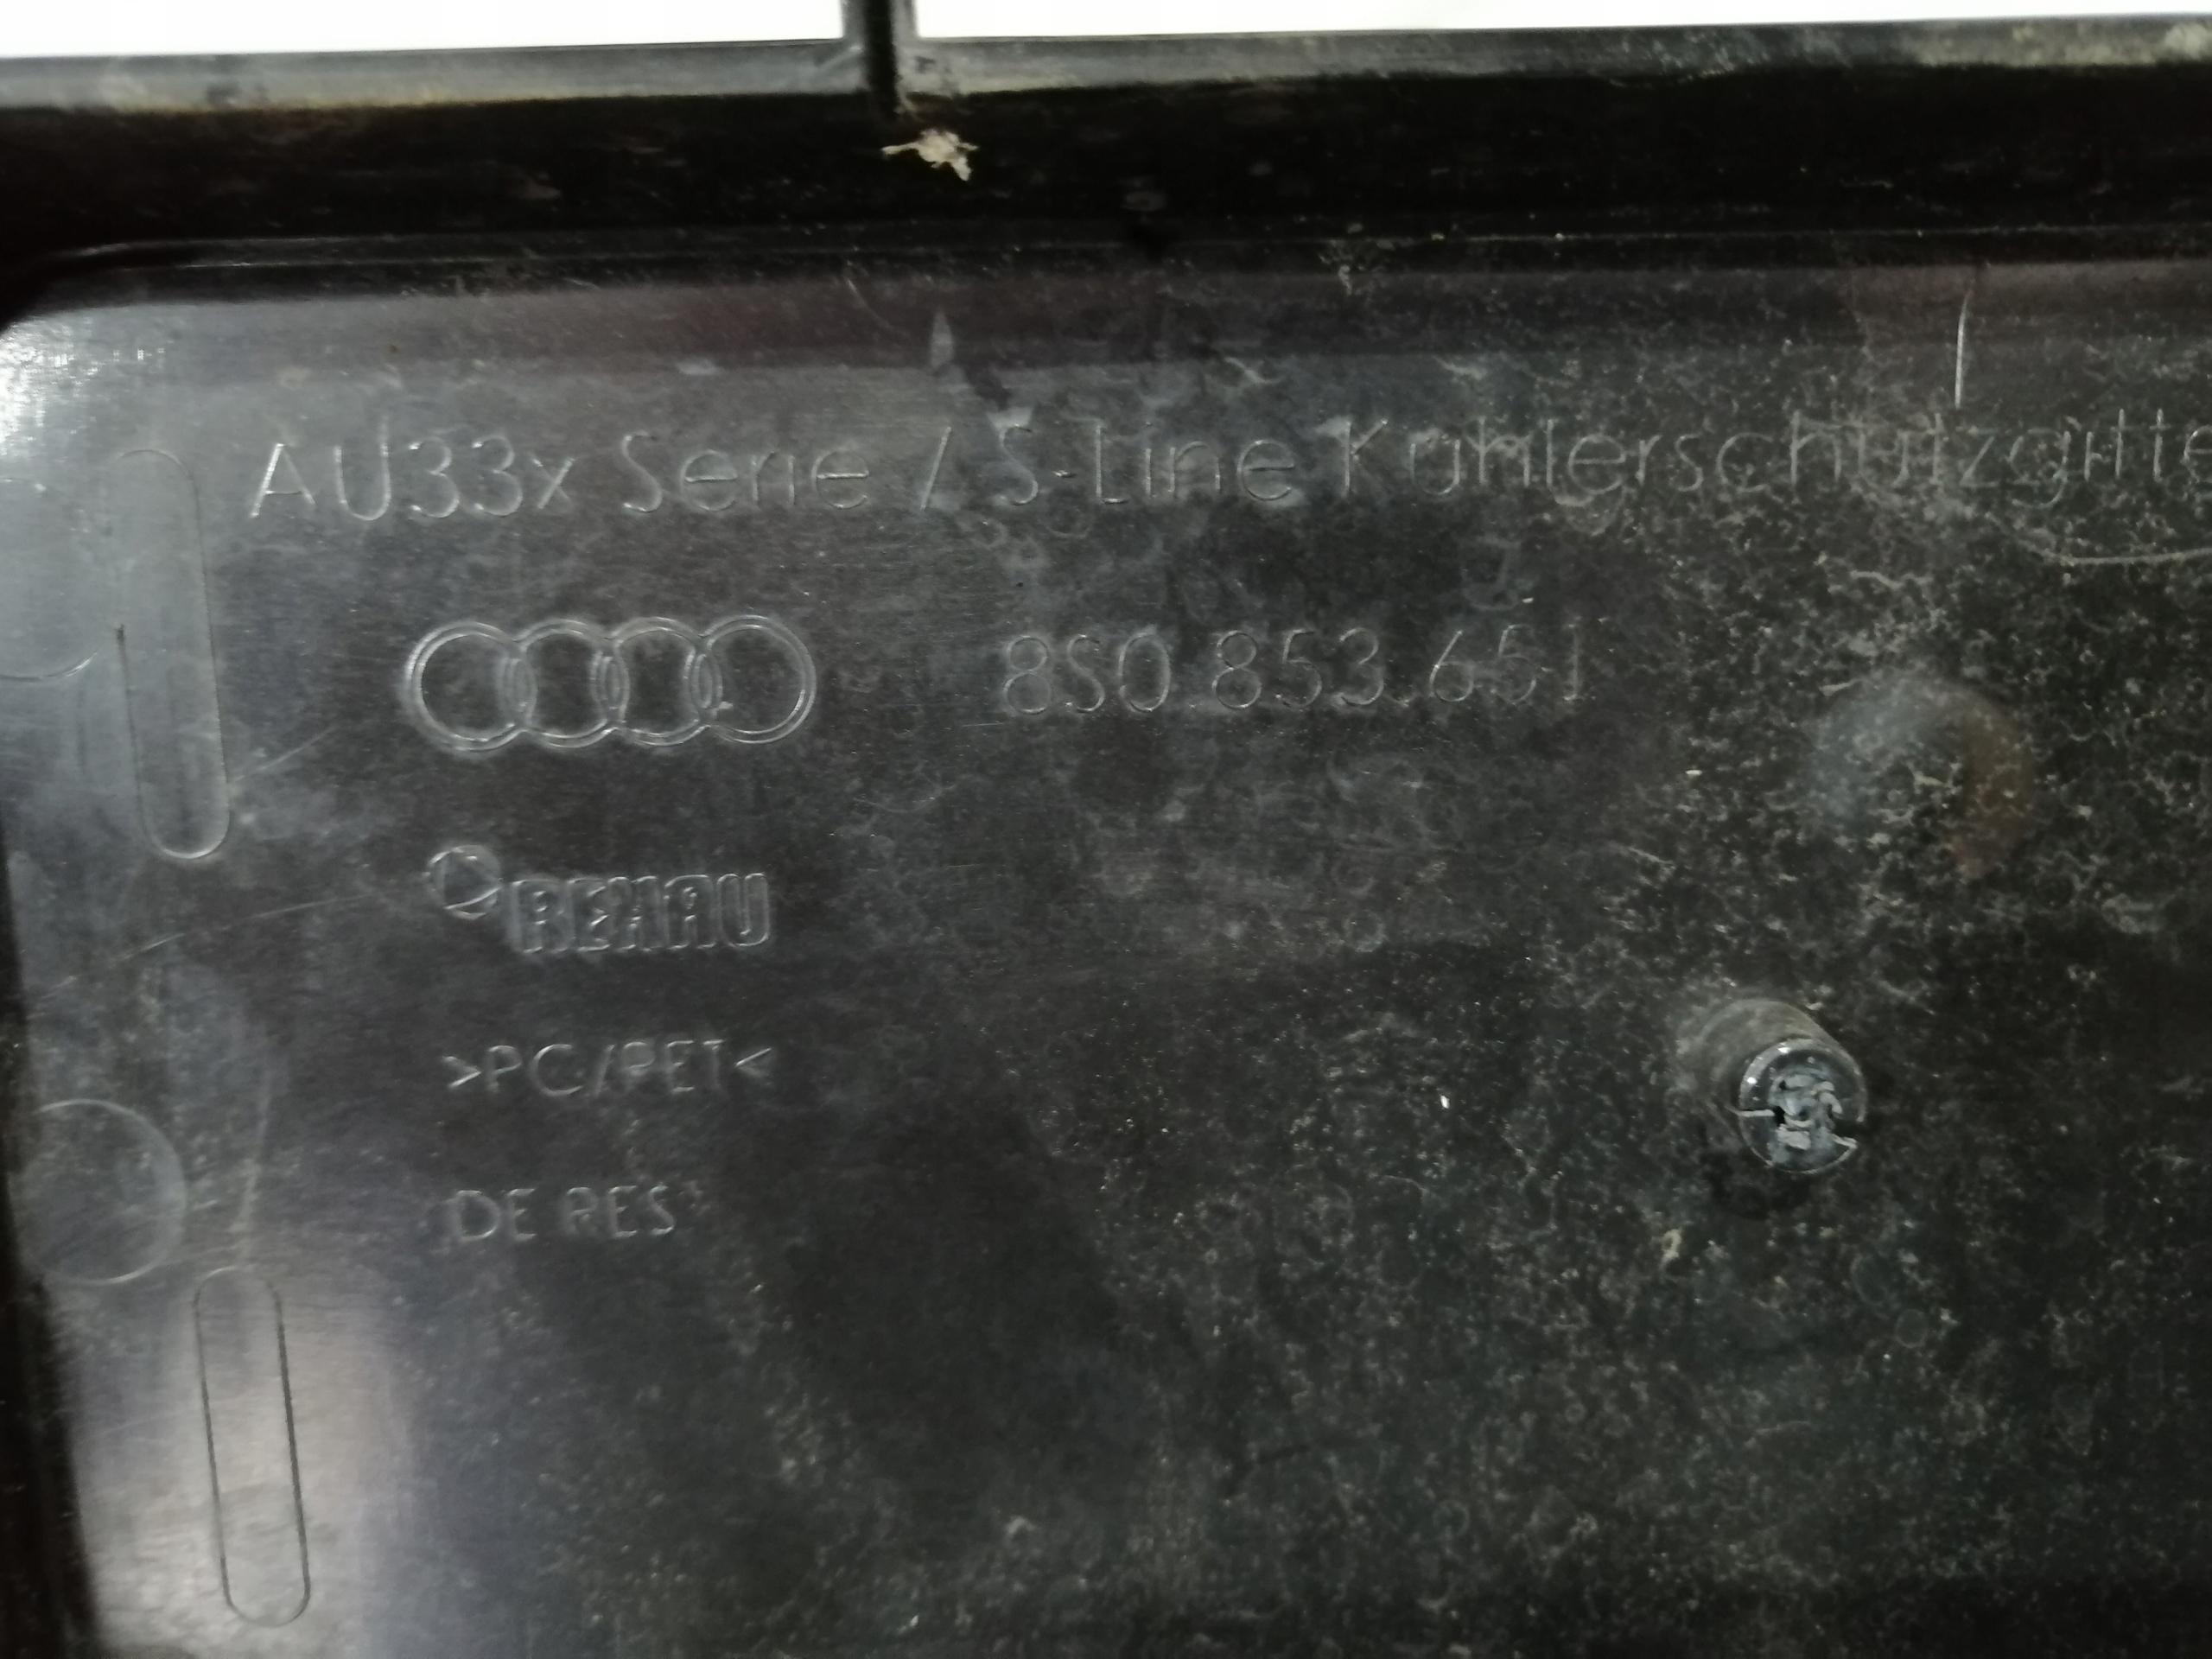 AU33x Serie / S-Line Kühlerschutzgitte
8S0.853.651
REHAU
>PC/PET<
DE RES